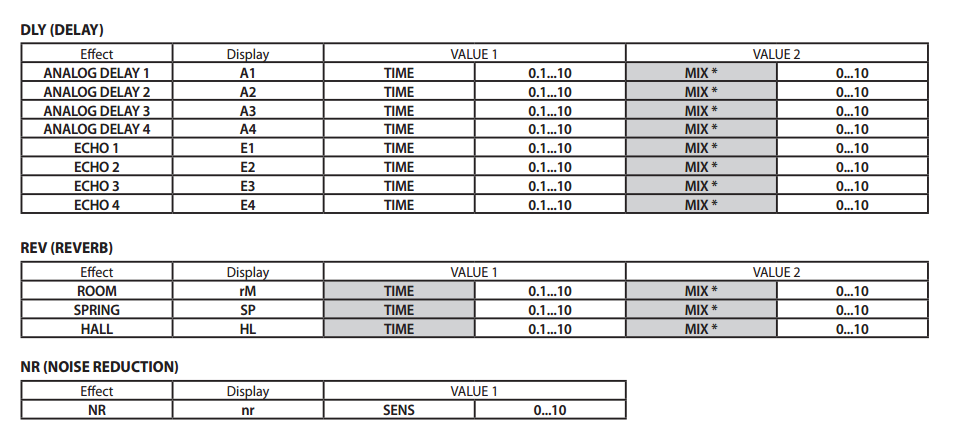 DLY (DELAY)
Effect Display VALUE 1 VALUE 2
ANALOG DELAY 1 A1 TIME 0.1...10 MIX * 0...10
ANALOG DELAY 2 A2 TIME 0.1...10 MIX * 0...10
ANALOG DELAY 3 A3 TIME 0.1...10 MIX * 0...10
ANALOG DELAY 4 A4 TIME 0.1...10 MIX * 0...10
ECHO 1 E1 TIME 0.1...10 MIX * 0...10
ECHO 2 E2 TIME 0.1...10 MIX * 0...10
ECHO 3 E3 TIME 0.1...10 MIX * 0...10
ECHO 4 E4 TIME 0.1...10 MIX * 0...10
REV (REVERB)
Effect Display VALUE 1 VALUE 2
ROOM rM TIME 0.1...10 MIX * 0...10
SPRING SP TIME 0.1...10 MIX * 0...10
HALL HL TIME 0.1...10 MIX * 0...10
NR (NOISE REDUCTION)
Effect Display VALUE 1
NR nr SENS 0...10